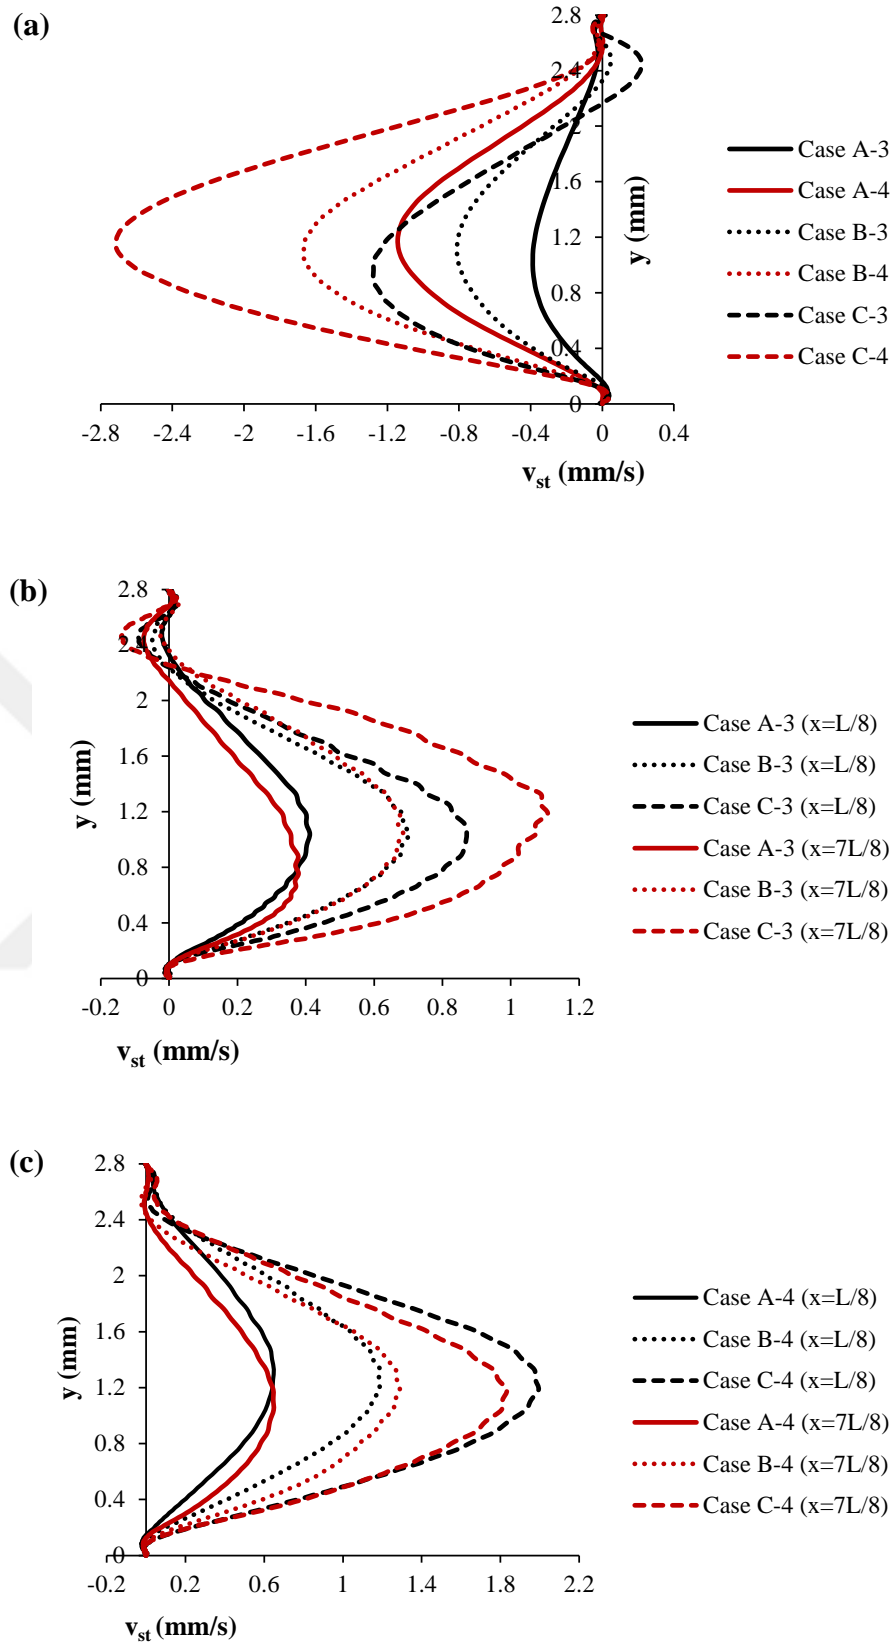 (a)
2.8
2.4
2
1.6
1.2
0.8
0.4
0
y (mm)
-2.8 -2.4 -2 -1.6 -1.2 -0.8 -0.4 0 0.4
vst (mm/s)
Case A-3
Case A-4
Case B-3
Case B-4
Case C-3
Case C-4
(b)
2.8
2.4
2
1.6
1.2
0.8
0.4
0
y (mm)
-0.2 0 0.2 0.4 0.6 0.8 1 1.2
vst (mm/s)
Case A-3 (x=L/8)
Case B-3 (x=L/8)
Case C-3 (x=L/8)
Case A-3 (x=7L/8)
Case B-3 (x=7L/8)
Case C-3 (x=7L/8)
(c)
2.8
2.4
2
1.6
1.2
0.8
0.4
0
y (mm)
-0.2 0.2 0.6 1 1.4 1.8 2.2
vst (mm/s)
Case A-4 (x=L/8)
Case B-4 (x=L/8)
Case C-4 (x=L/8)
Case A-4 (x=7L/8)
Case B-4 (x=7L/8)
Case C-4 (x=7L/8)